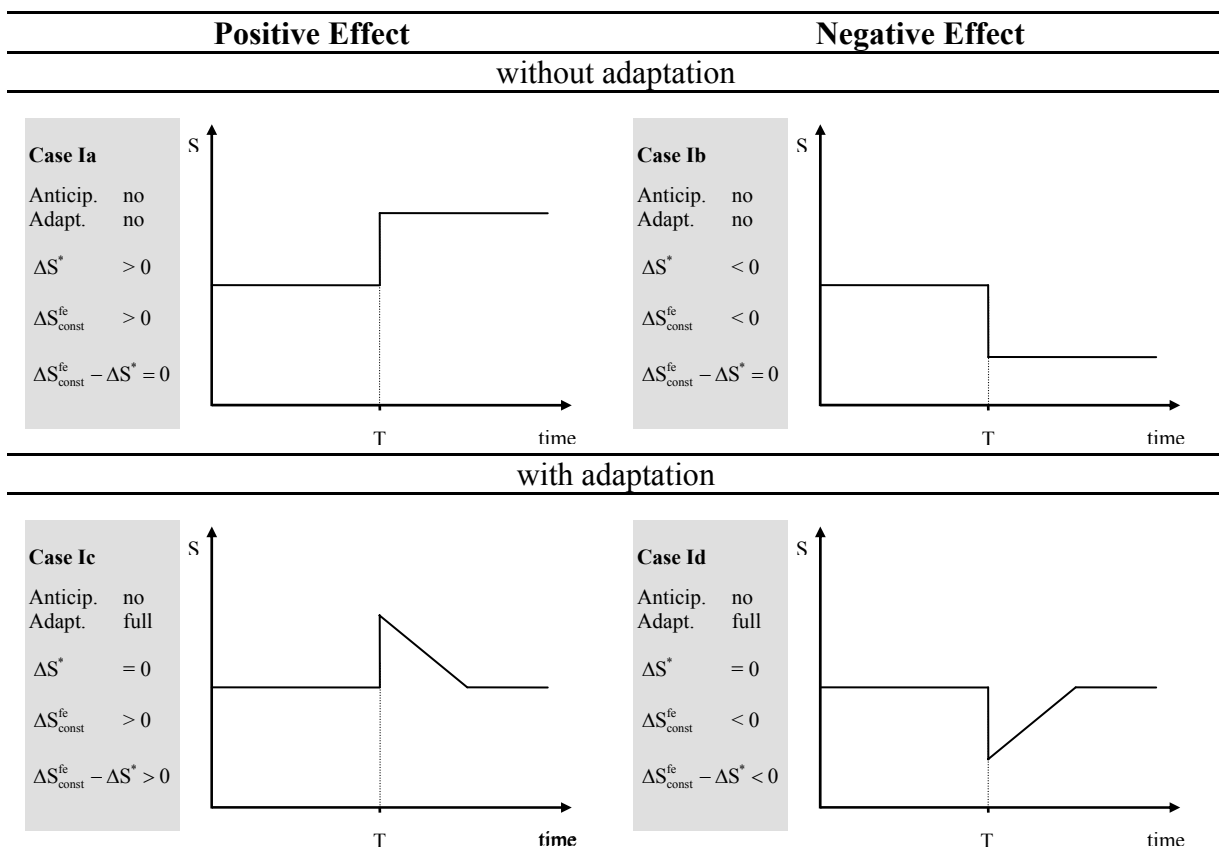 Positive Effect Negative Effect
without adaptation
Case Ia
Anticip. no
Adapt. no
ΔS* > 0
ΔS^fe_const > 0
ΔS^fe_const − ΔS* = 0
S
T
time
Case Ib
Anticip. no
Adapt. no
ΔS* < 0
ΔS^fe_const < 0
ΔS^fe_const − ΔS* = 0
S
T
time
with adaptation
Case Ic
Anticip. no
Adapt. full
ΔS* = 0
ΔS^fe_const > 0
ΔS^fe_const − ΔS* > 0
S
T
time
Case Id
Anticip. no
Adapt. full
ΔS* = 0
ΔS^fe_const < 0
ΔS^fe_const − ΔS* < 0
S
T
time